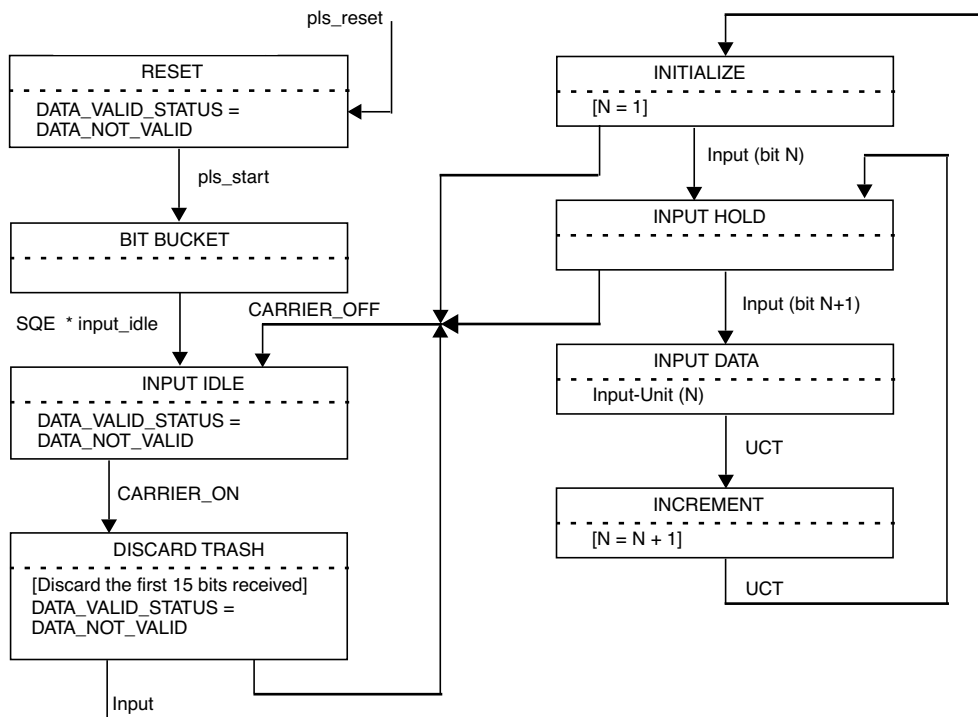 pls_reset
RESET
DATA_VALID_STATUS =
DATA_NOT_VALID
pls_start
BIT BUCKET
SQE * input_idle
CARRIER_OFF
INPUT IDLE
DATA_VALID_STATUS =
DATA_NOT_VALID
CARRIER_ON
DISCARD TRASH
[Discard the first 15 bits received]
DATA_VALID_STATUS =
DATA_NOT_VALID
Input
INITIALIZE
[N = 1]
Input (bit N)
INPUT HOLD
Input (bit N+1)
INPUT DATA
Input-Unit (N)
UCT
INCREMENT
[N = N + 1]
UCT